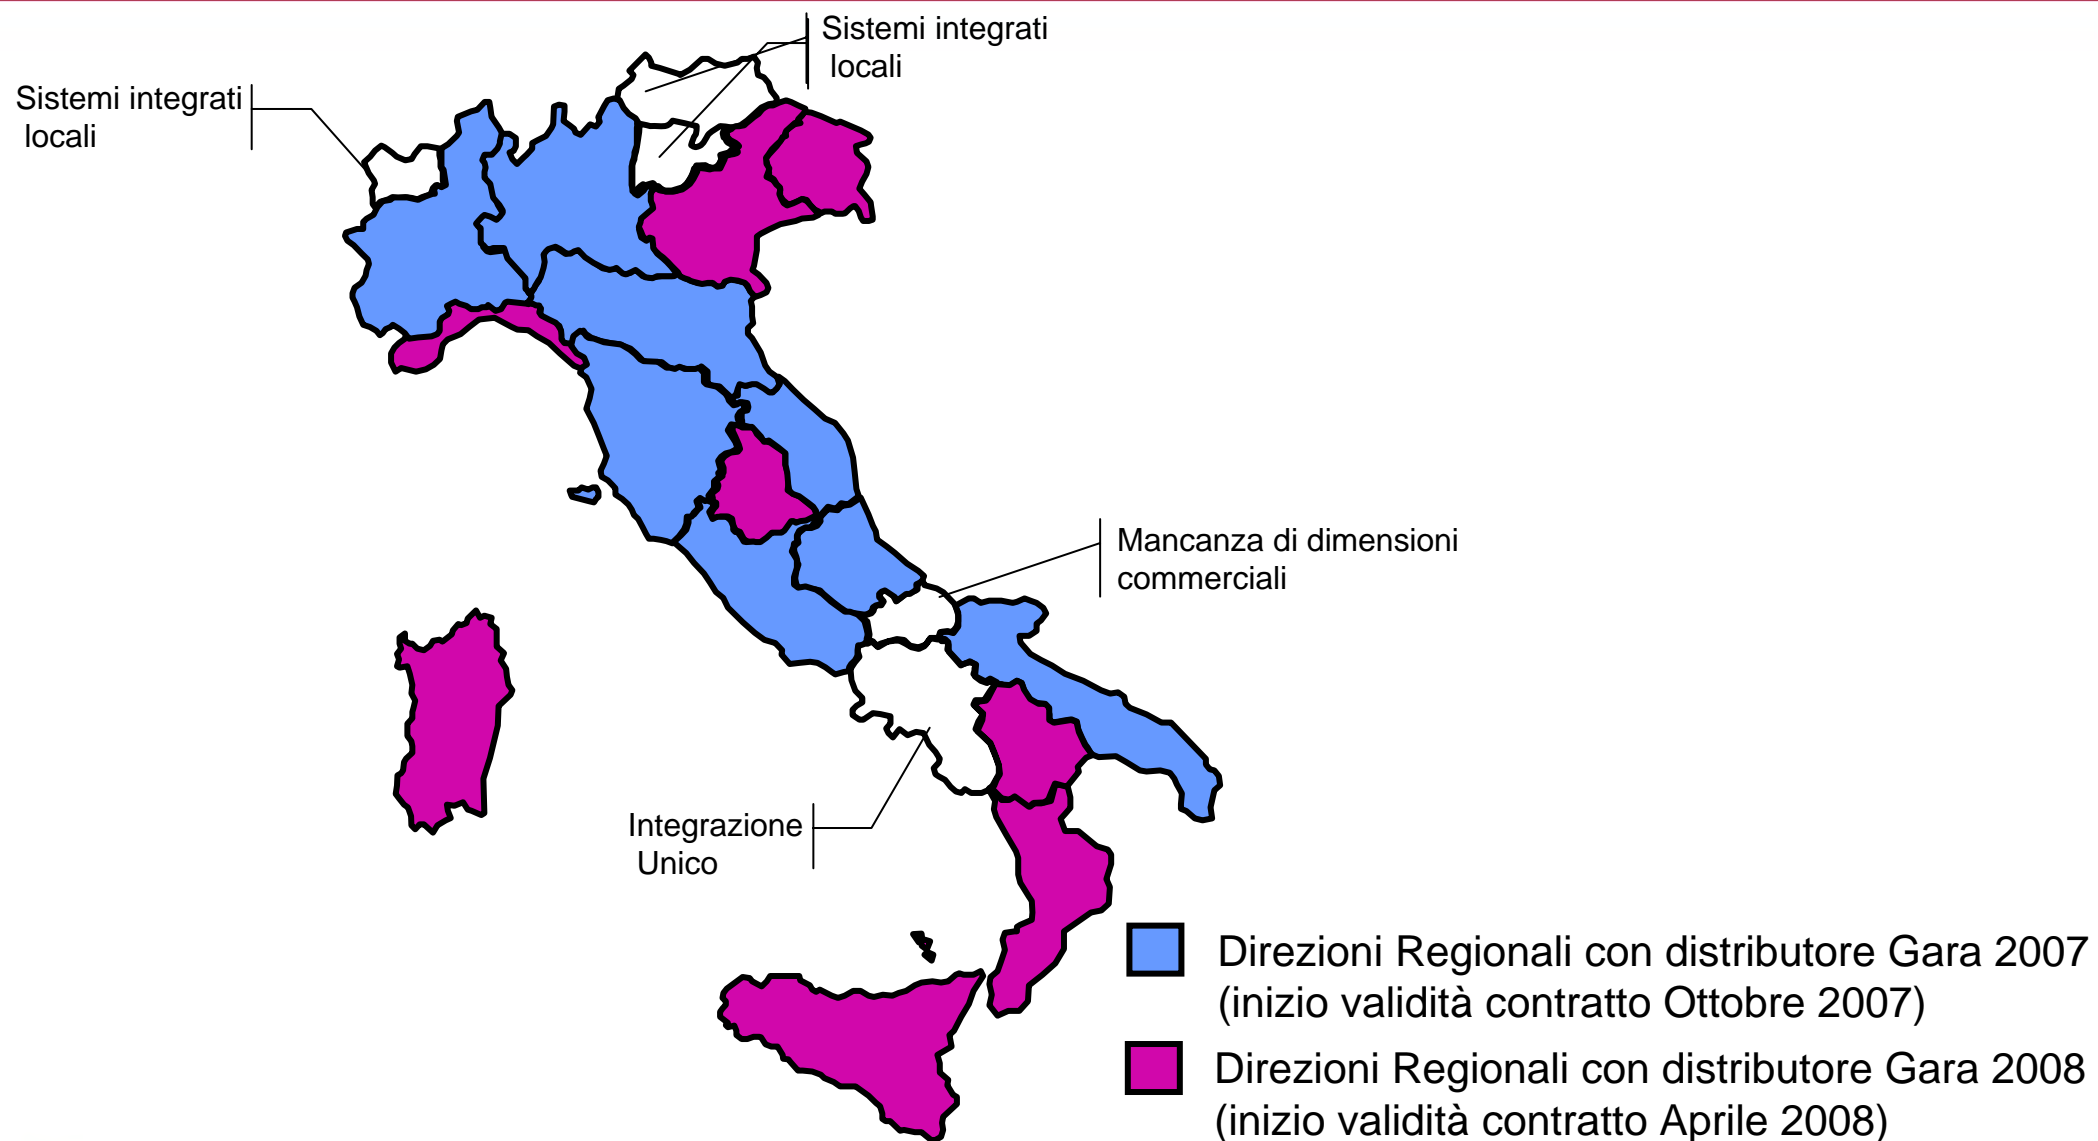 Sistemi integrati
locali
Sistemi integrati
locali
Mancanza di dimensioni
commerciali
Integrazione
Unico
Direzioni Regionali con distributore Gara 2007
(inizio validità contratto Ottobre 2007)
Direzioni Regionali con distributore Gara 2008
(inizio validità contratto Aprile 2008)